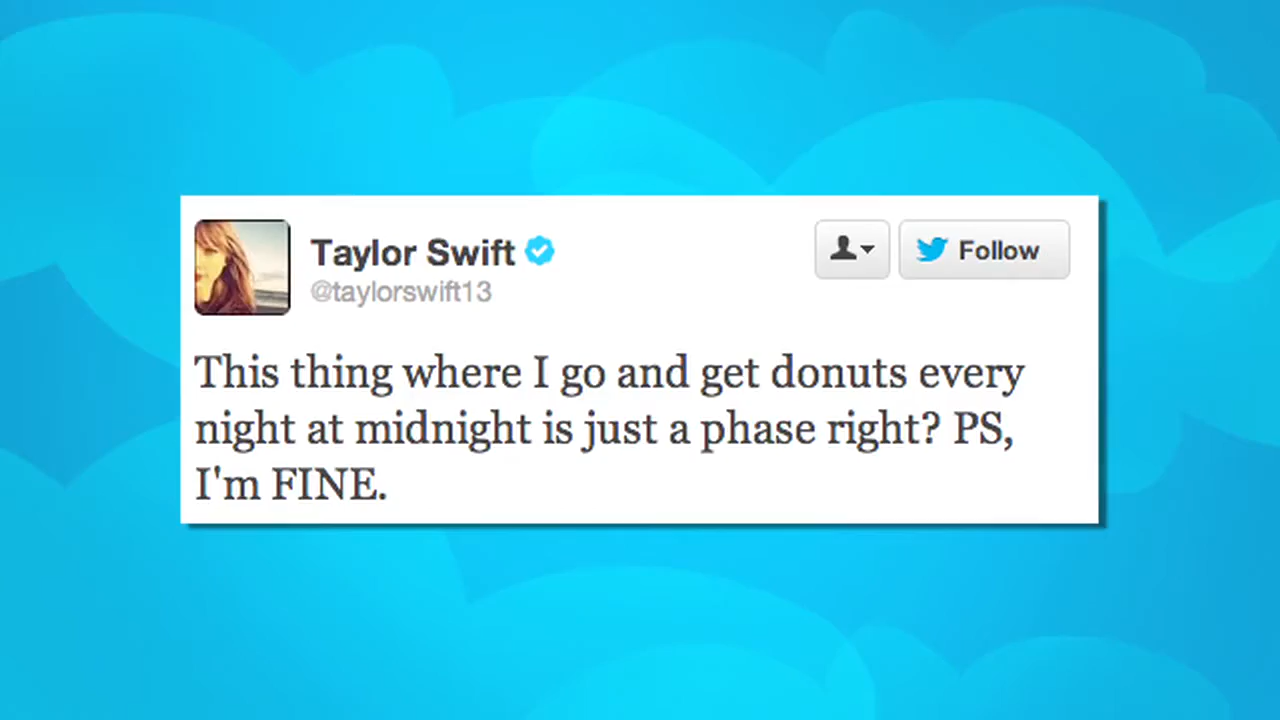 Taylor Swift
@taylorswift13
Follow
This thing where I go and get donuts every
night at midnight is just a phase right? PS,
I'm FINE.